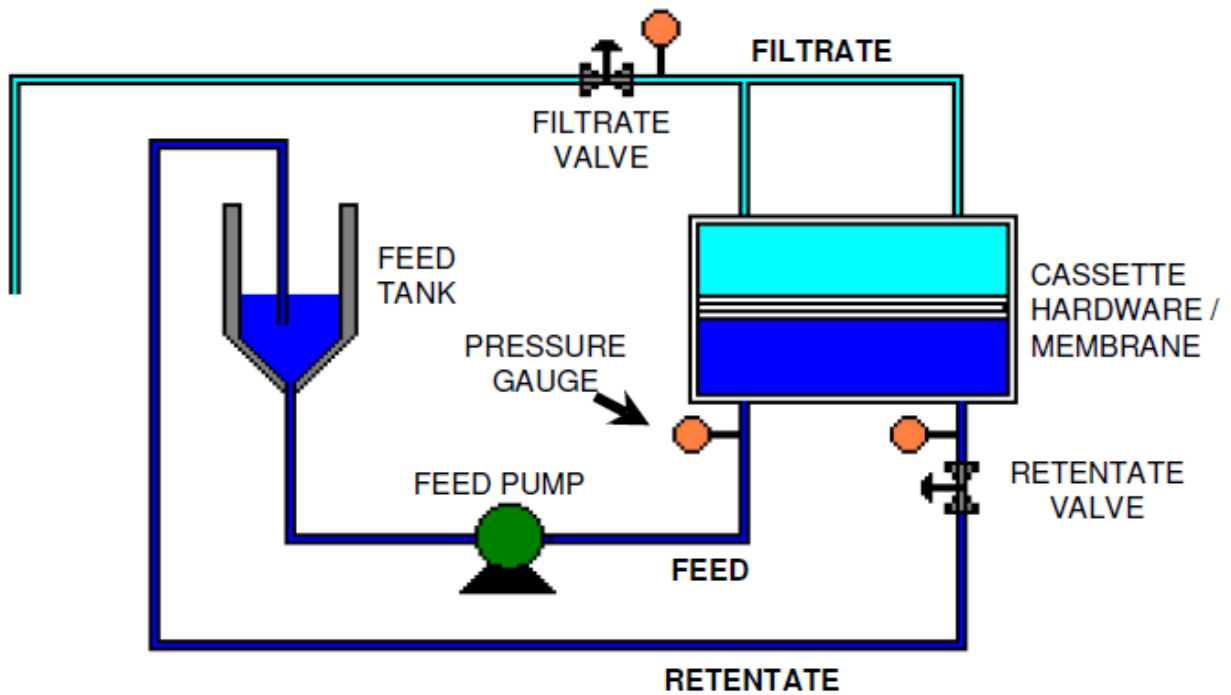 FILTRATE
FILTRATE
VALVE
FEED
TANK
CASSETTE
HARDWARE /
MEMBRANE
PRESSURE
GAUGE
FEED PUMP
RETENTATE
VALVE
FEED
RETENTATE